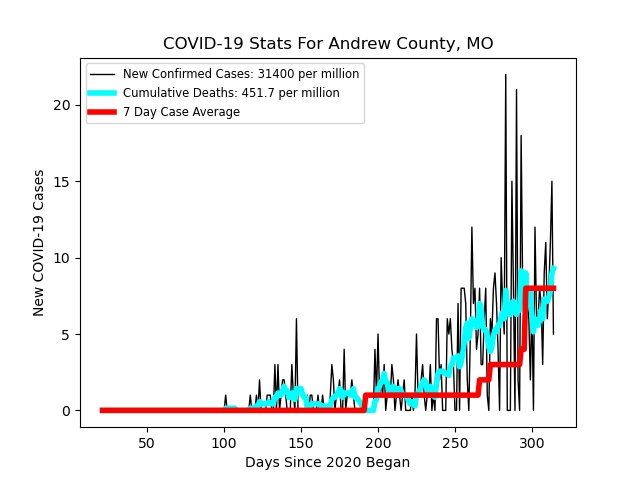 COVID-19 Stats For Andrew County, MO
New Confirmed Cases: 31400 per million
Cumulative Deaths: 451.7 per million
7 Day Case Average
New COVID-19 Cases
20
15
10
5
0
50 100 150 200 250 300
Days Since 2020 Began